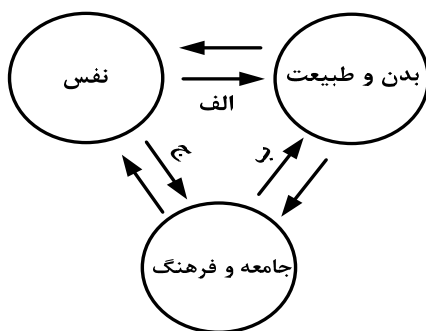 بدن و طبیعت
نفس
الف
ب
ج
جامعه و فرهنگ